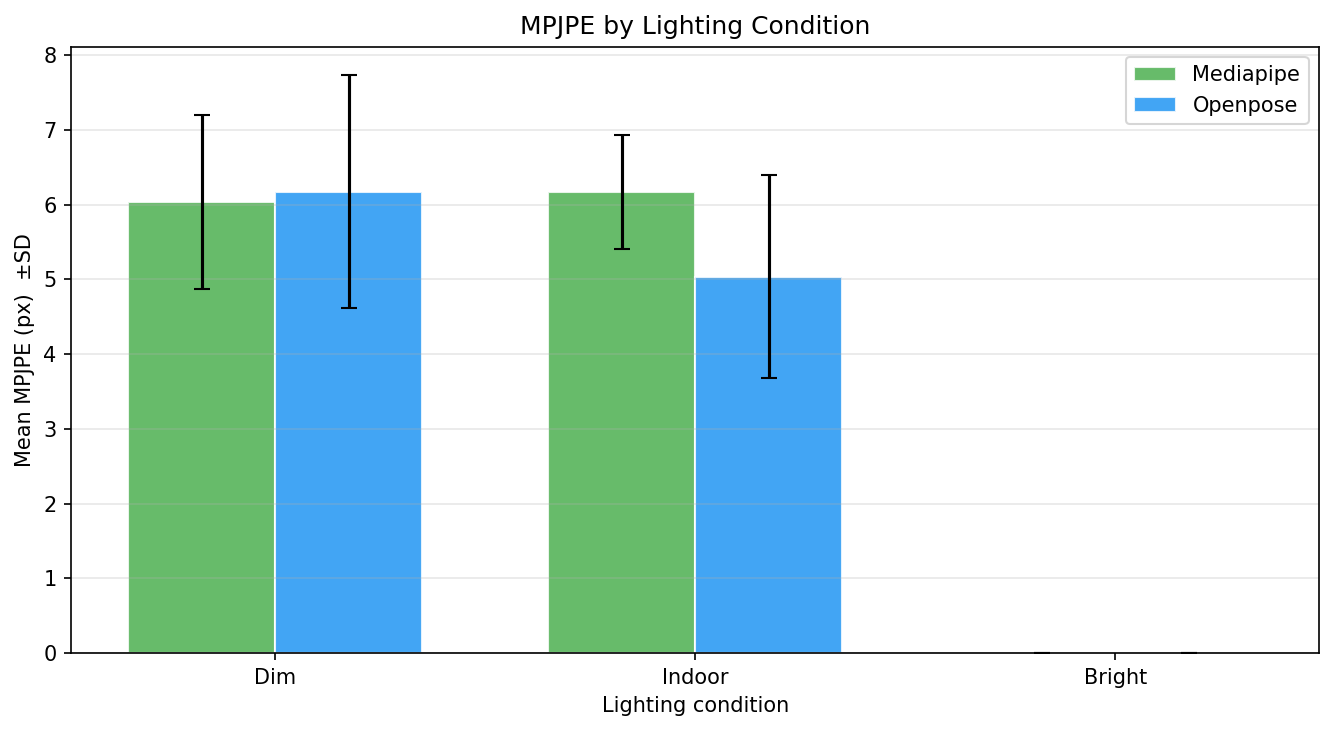 MPJPE by Lighting Condition
Mediapipe
Openpose
Mean MPJPE (px) ±SD
8
7
6
5
4
3
2
1
0
Dim
Indoor
Bright
Lighting condition